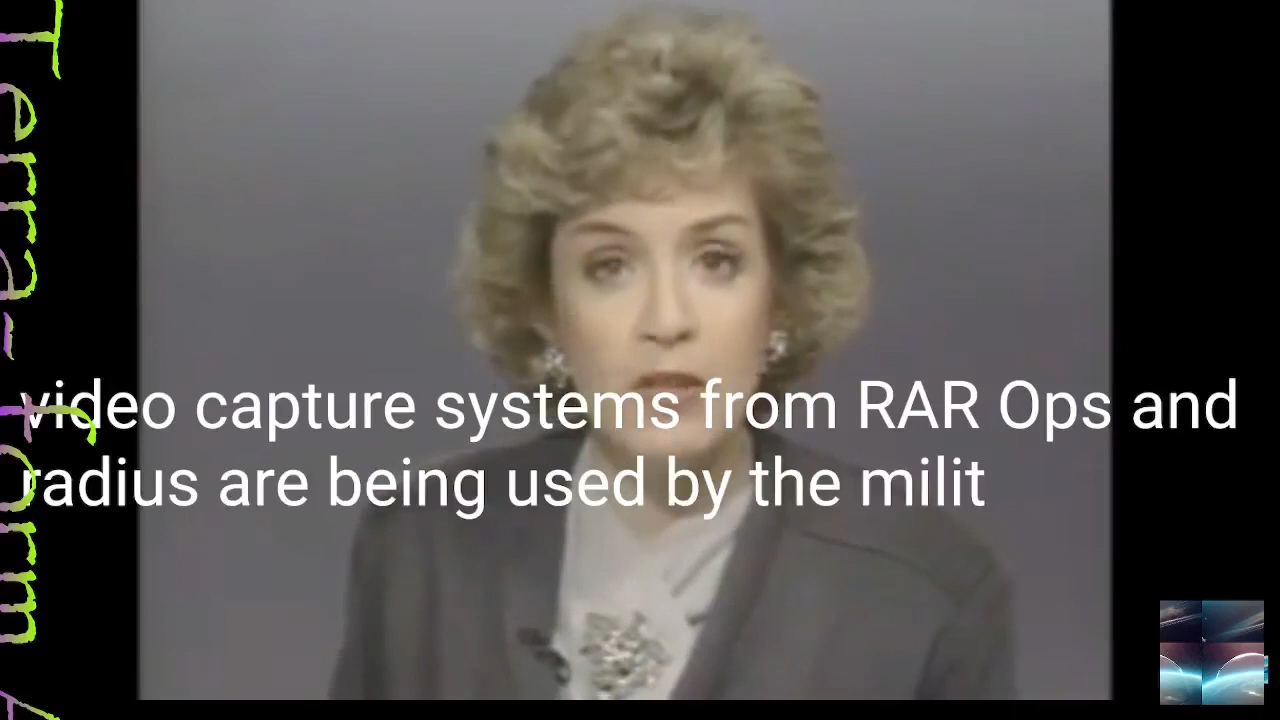 Terra-form A
video capture systems from RAR Ops and
radius are being used by the milit